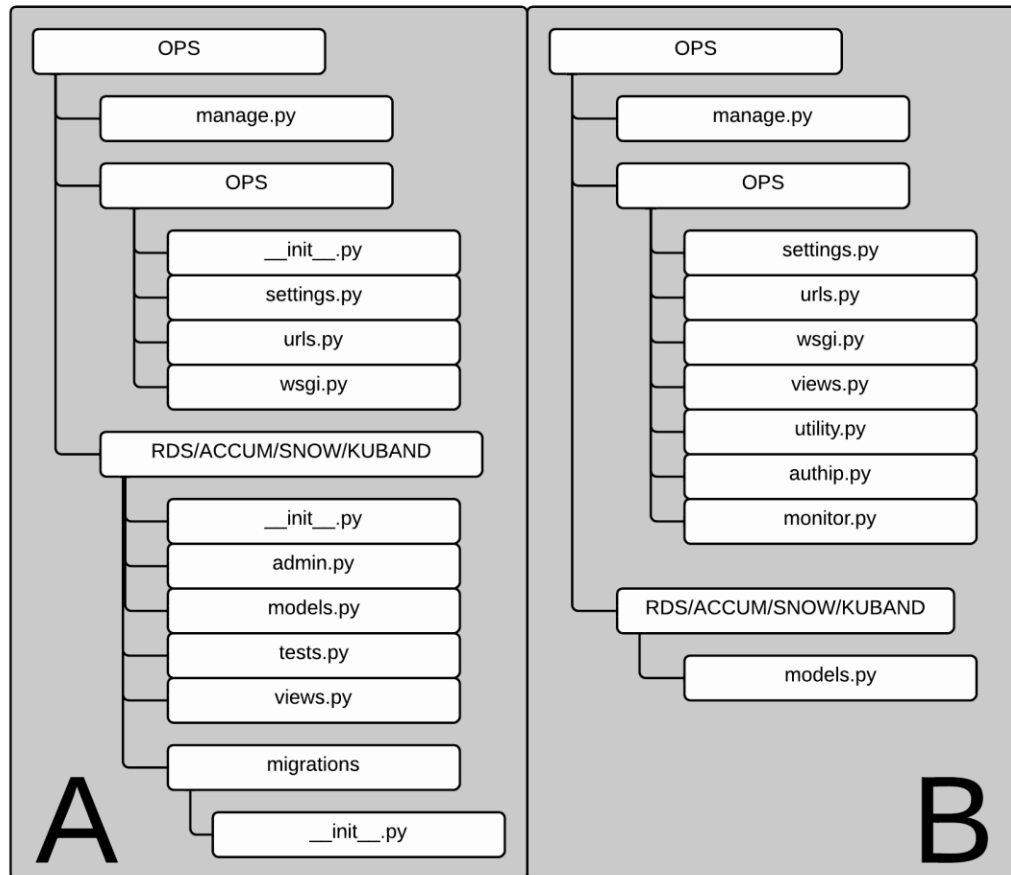 OPS
manage.py
OPS
__init__.py
settings.py
urls.py
wsgi.py
RDS/ACCUM/SNOW/KUBAND
__init__.py
admin.py
models.py
tests.py
views.py
migrations
__init__.py
A
OPS
manage.py
OPS
settings.py
urls.py
wsgi.py
views.py
utility.py
authip.py
monitor.py
RDS/ACCUM/SNOW/KUBAND
models.py
B